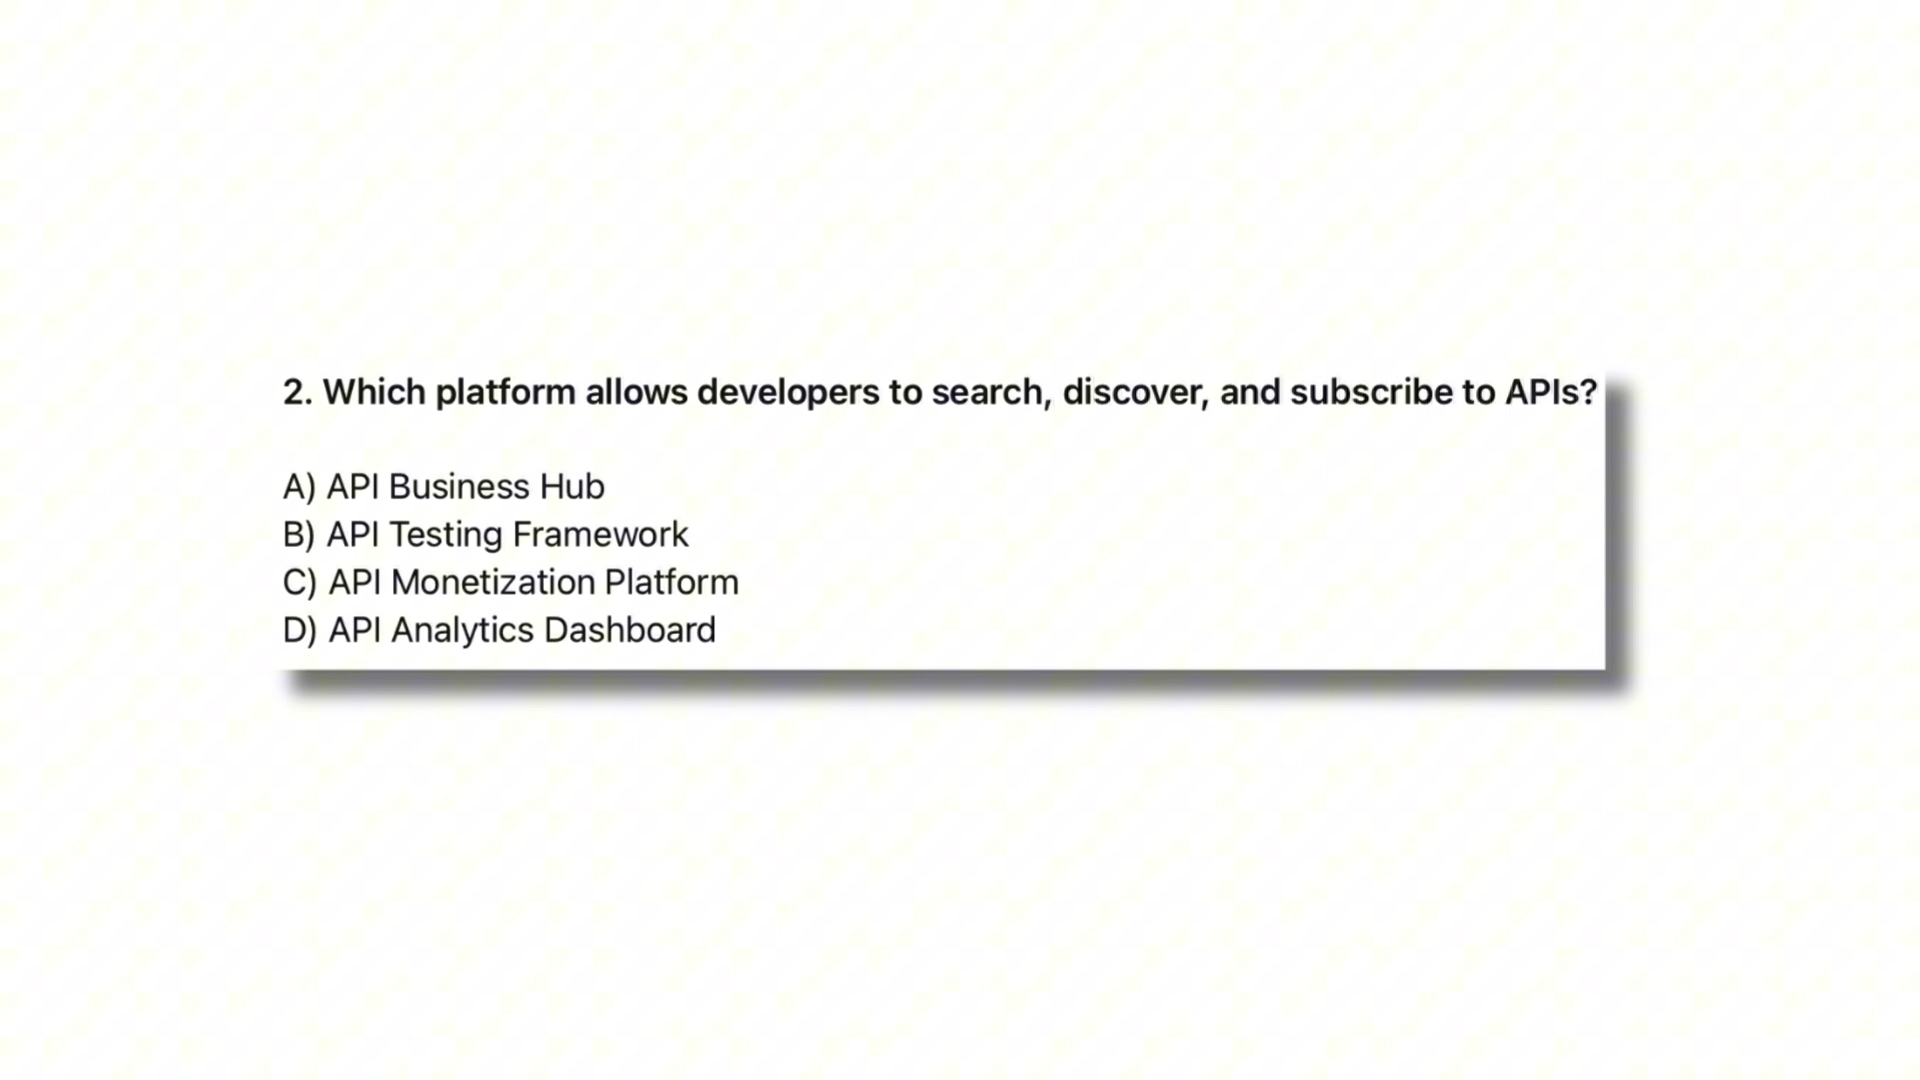 2. Which platform allows developers to search, discover, and subscribe to APIs?
A) API Business Hub
B) API Testing Framework
C) API Monetization Platform
D) API Analytics Dashboard